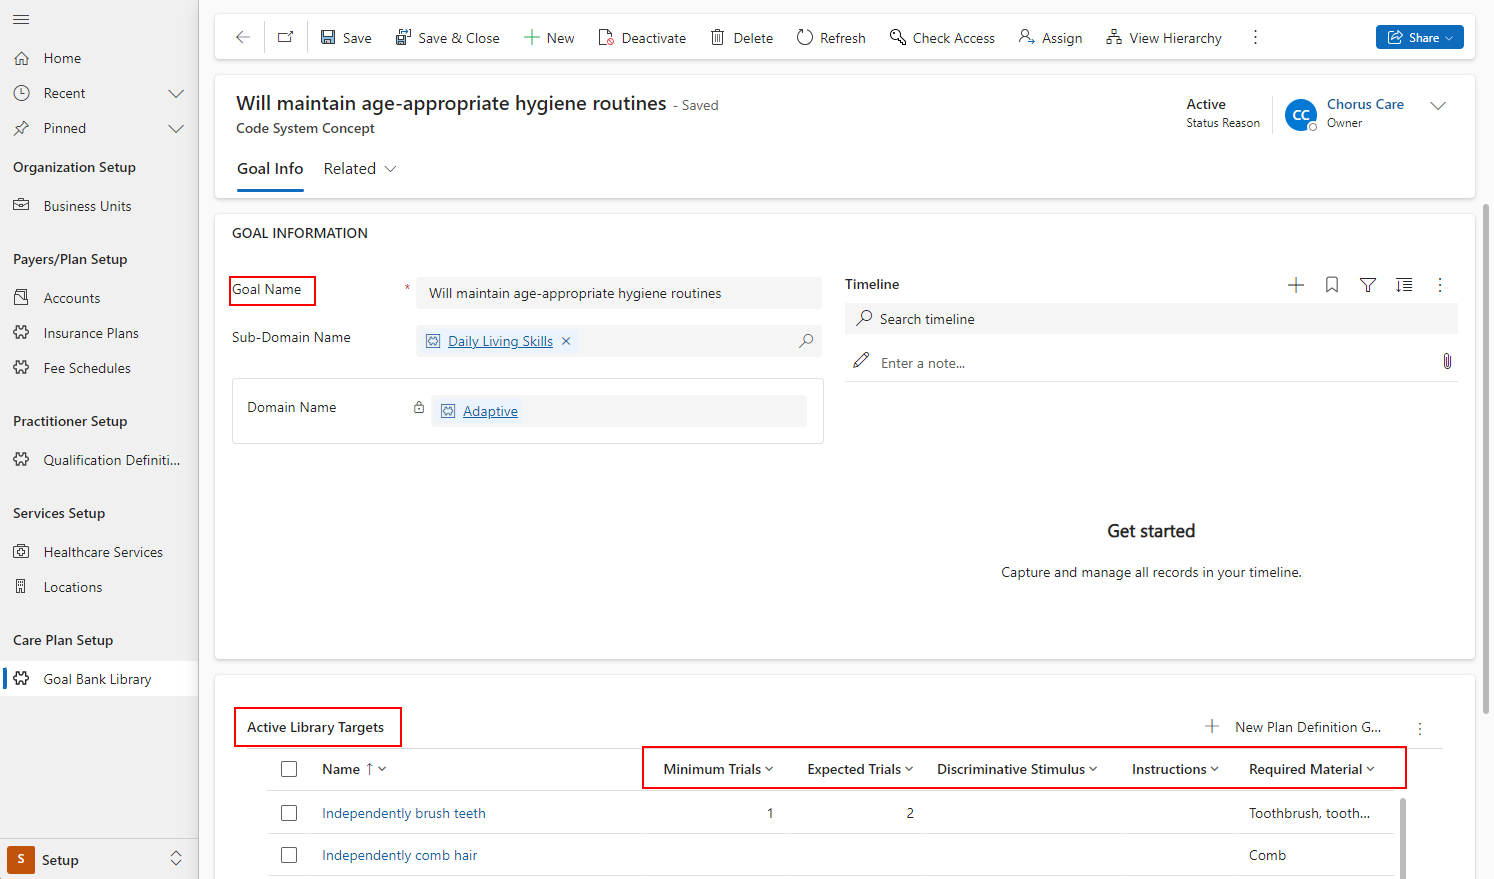 Home
Recent
Pinned
Organization Setup
Business Units
Payers/Plan Setup
Accounts
Insurance Plans
Fee Schedules
Practitioner Setup
Qualification Definiti...
Services Setup
Healthcare Services
Locations
Care Plan Setup
Goal Bank Library
S Setup
Save Save & Close New Deactivate Delete Refresh Check Access Assign View Hierarchy Share
Will maintain age-appropriate hygiene routines - Saved
Code System Concept
Active
Status Reason
CC
Chorus Care
Owner
Goal Info Related
GOAL INFORMATION
Goal Name * Will maintain age-appropriate hygiene routines
Sub-Domain Name Daily Living Skills
Domain Name Adaptive
Timeline
Search timeline
Enter a note...
Get started
Capture and manage all records in your timeline.
Active Library Targets New Plan Definition G...
Name Minimum Trials Expected Trials Discriminative Stimulus Instructions Required Material
Independently brush teeth 1 2 Toothbrush, tooth...
Independently comb hair Comb